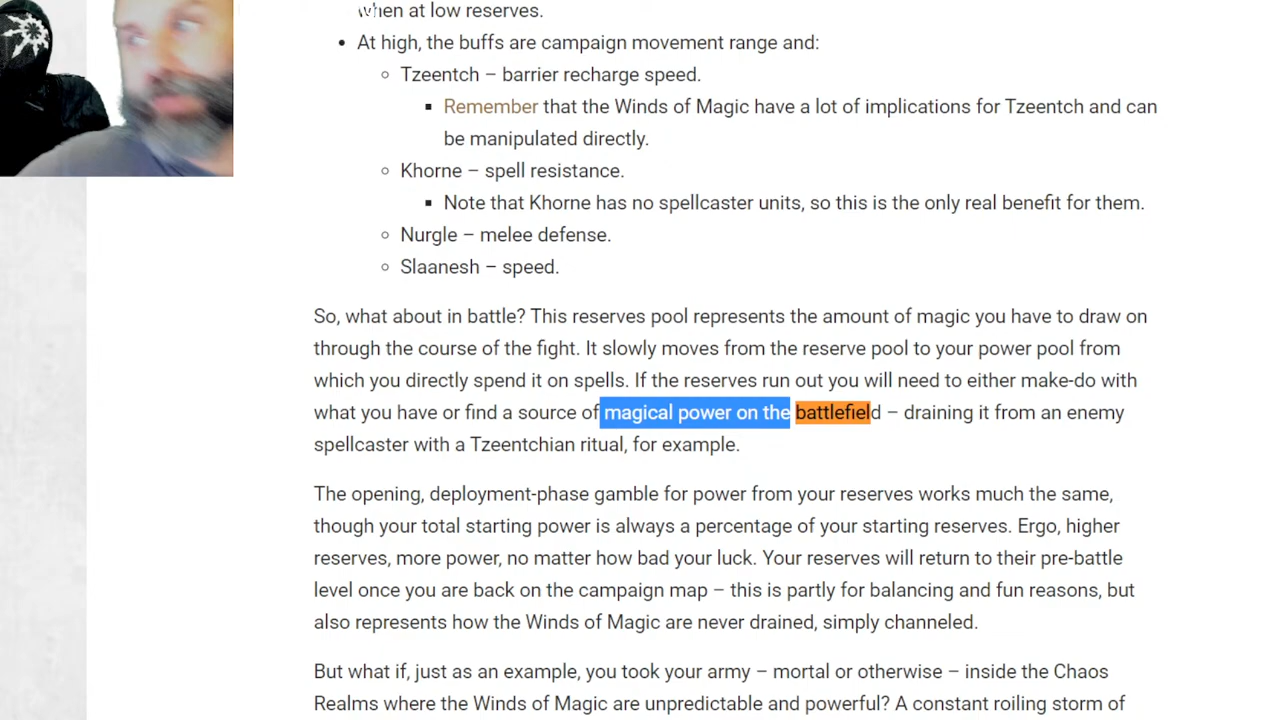 when at low reserves.
• At high, the buffs are campaign movement range and:
○ Tzeentch – barrier recharge speed.
▪ Remember that the Winds of Magic have a lot of implications for Tzeentch and can
be manipulated directly.
○ Khorne – spell resistance.
▪ Note that Khorne has no spellcaster units, so this is the only real benefit for them.
○ Nurgle – melee defense.
○ Slaanesh – speed.
So, what about in battle? This reserves pool represents the amount of magic you have to draw on
through the course of the fight. It slowly moves from the reserve pool to your power pool from
which you directly spend it on spells. If the reserves run out you will need to either make-do with
what you have or find a source of magical power on the battlefield – draining it from an enemy
spellcaster with a Tzeentchian ritual, for example.
The opening, deployment-phase gamble for power from your reserves works much the same,
though your total starting power is always a percentage of your starting reserves. Ergo, higher
reserves, more power, no matter how bad your luck. Your reserves will return to their pre-battle
level once you are back on the campaign map – this is partly for balancing and fun reasons, but
also represents how the Winds of Magic are never drained, simply channeled.
But what if, just as an example, you took your army – mortal or otherwise – inside the Chaos
Realms where the Winds of Magic are unpredictable and powerful? A constant roiling storm of